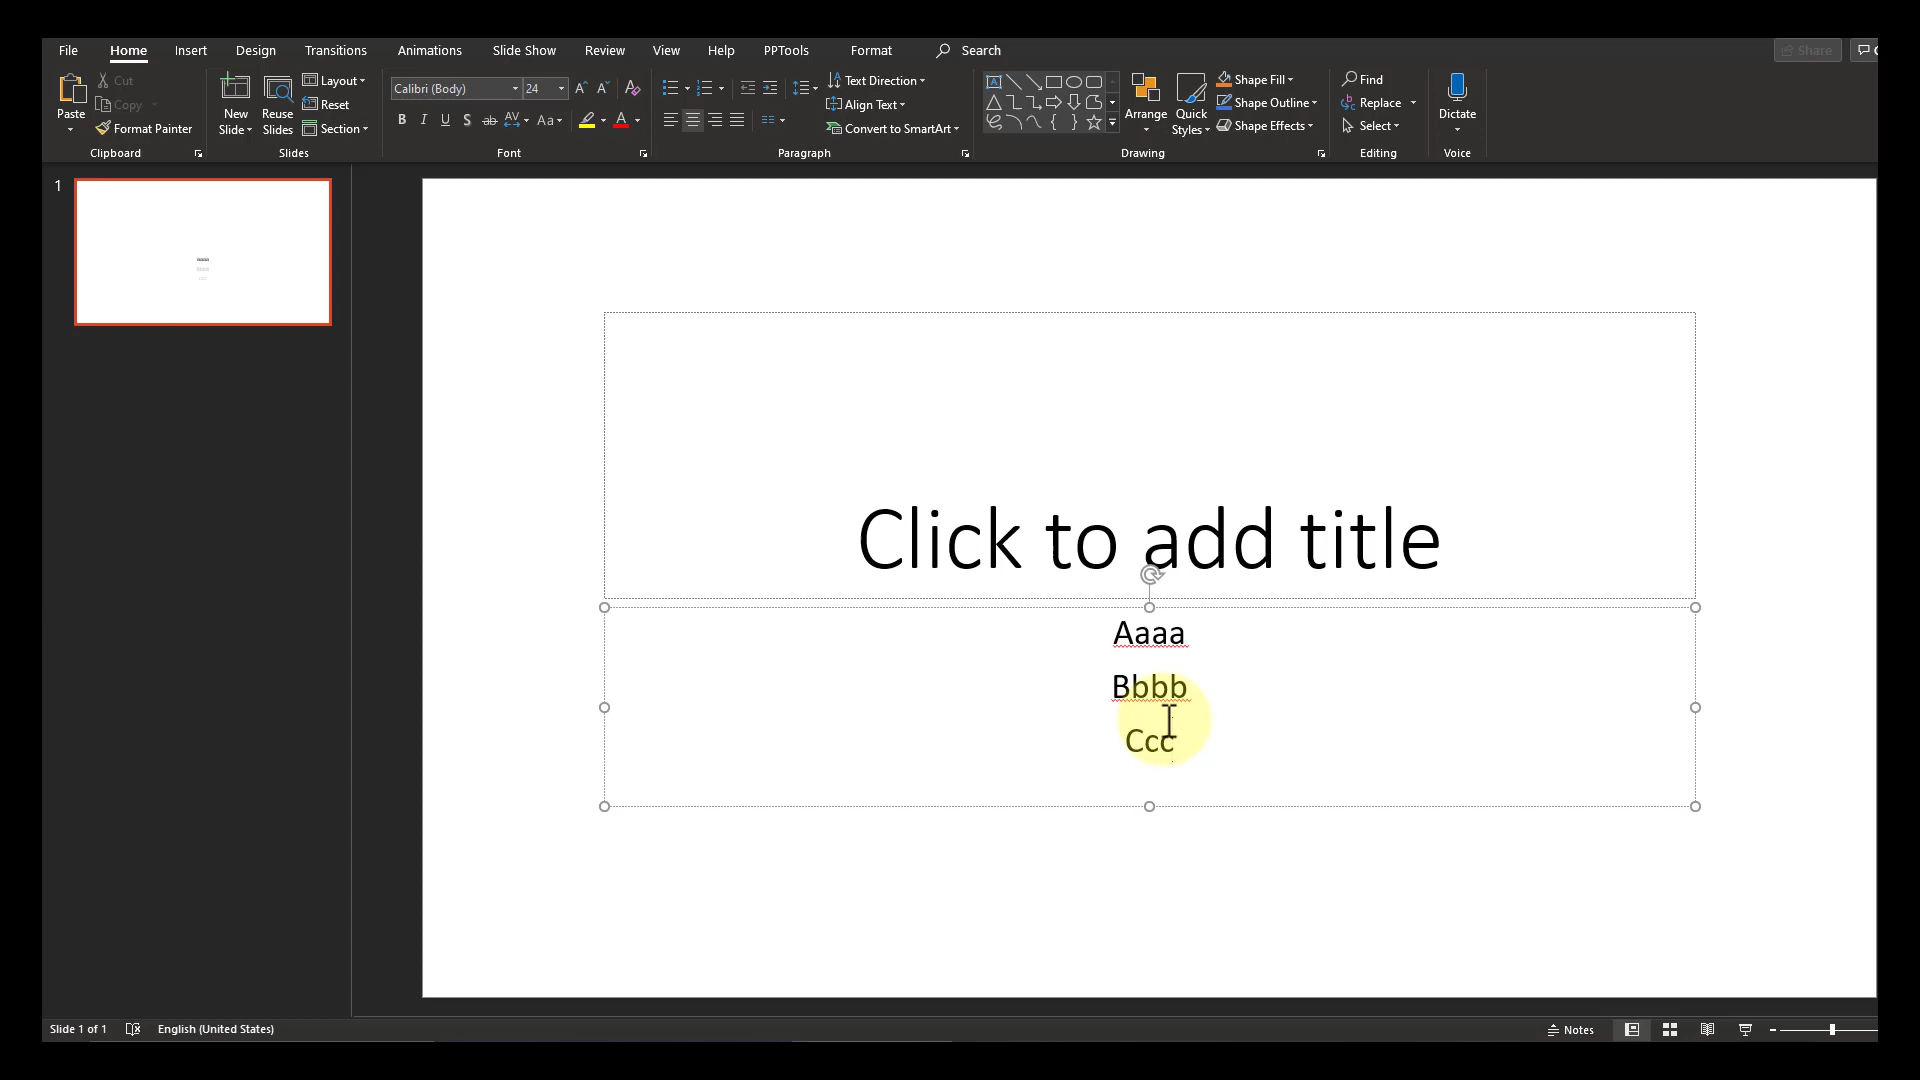 File Home Insert Design Transitions Animations Slide Show Review View Help PPTools Format Search Share
Cut
Copy
Format Painter
Paste
Clipboard
New Slide
Reuse Slides
Layout
Reset
Section
Slides
Calibri (Body) 24
B I U S ab AV Aa A
Font
Text Direction
Align Text
Convert to SmartArt
Paragraph
Arrange
Quick Styles
Shape Fill
Shape Outline
Shape Effects
Drawing
Find
Replace
Select
Editing
Dictate
Voice
1
Click to add title
Aaaa
Bbbb
Ccc
Slide 1 of 1 English (United States) Notes